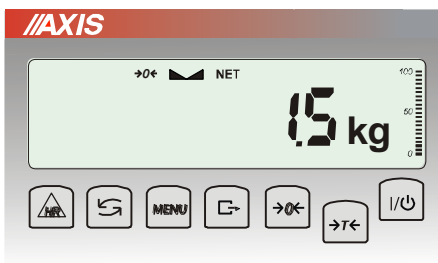 //AXIS
→0← NET
100
50
0
1.5 kg
HR
MENU
→0←
→T←
I/⏻